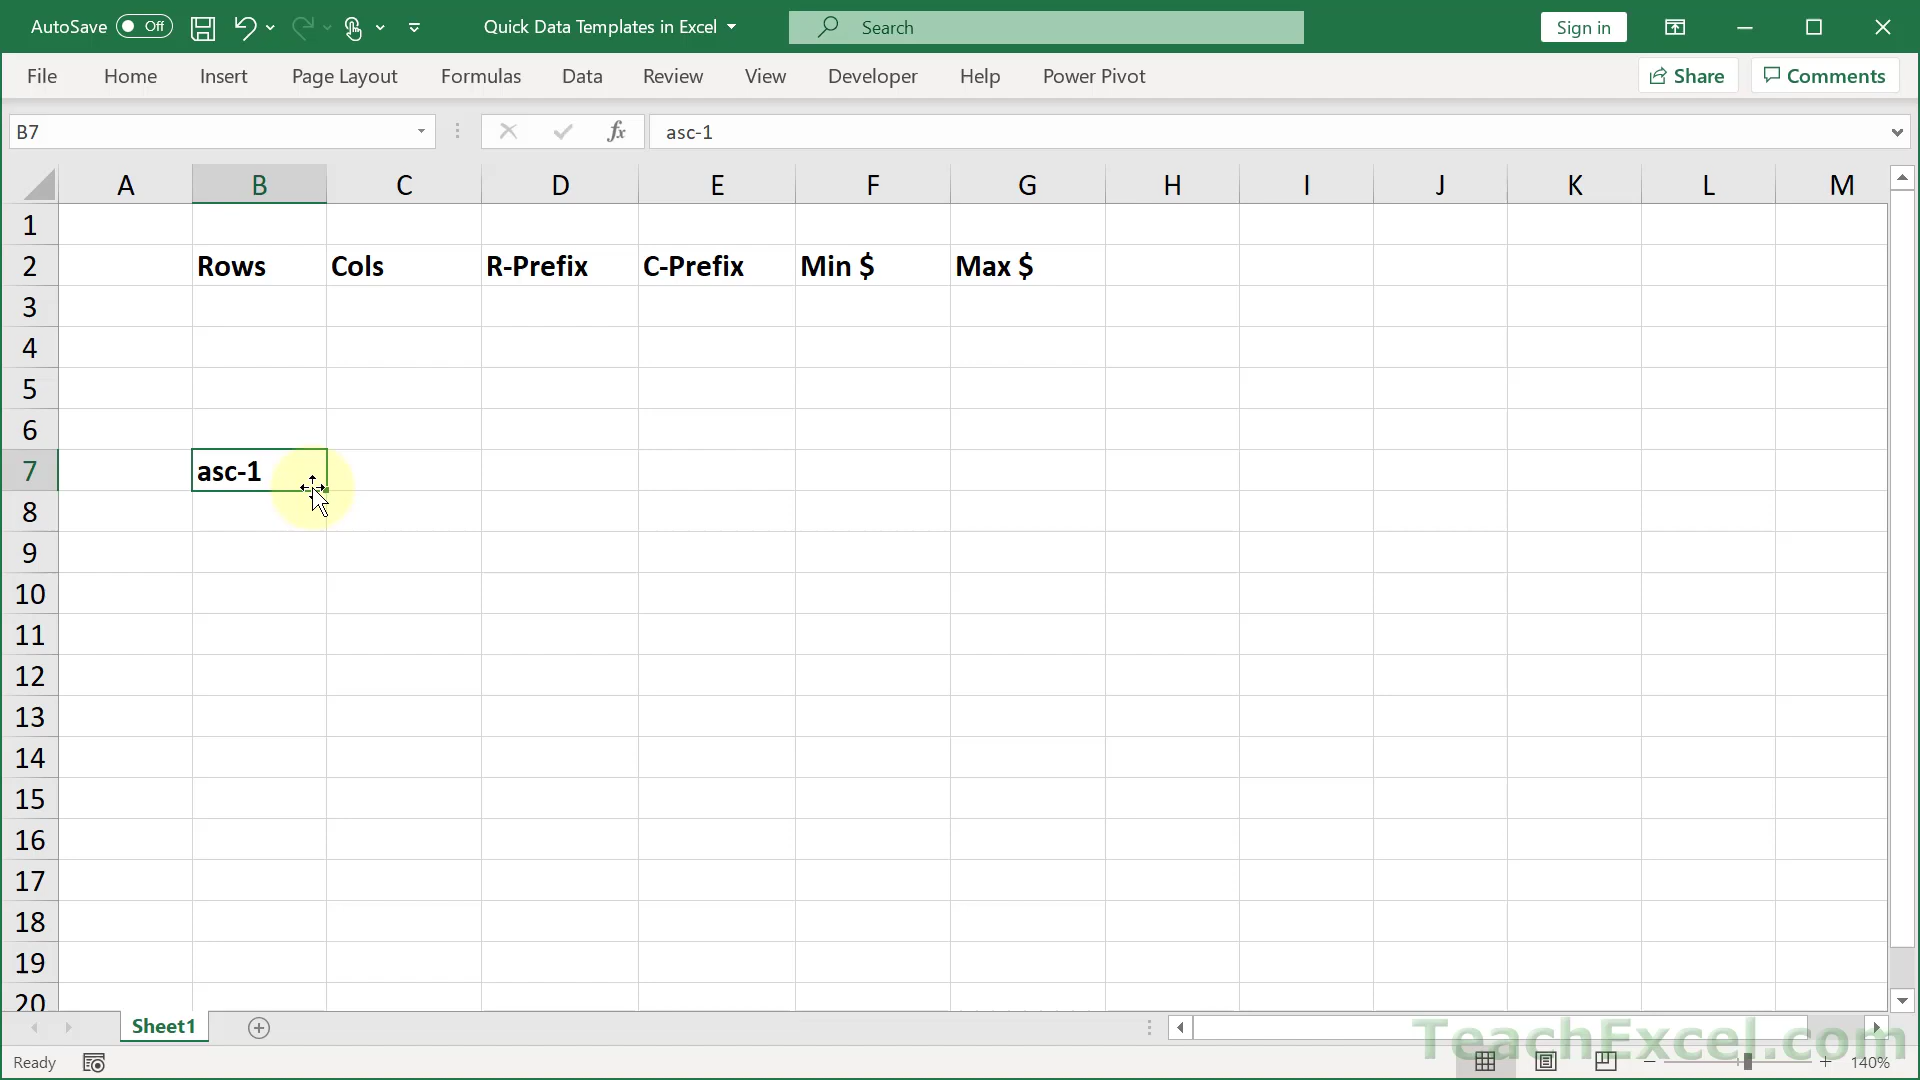 AutoSave Off Quick Data Templates in Excel Search Sign in
File Home Insert Page Layout Formulas Data Review View Developer Help Power Pivot Share Comments
B7 fx asc-1
A B C D E F G H I J K L M
1
2 Rows Cols R-Prefix C-Prefix Min $ Max $
3
4
5
6
7 asc-1
8
9
10
11
12
13
14
15
16
17
18
19
20
Sheet1
TeachExcel.com
Ready 140%